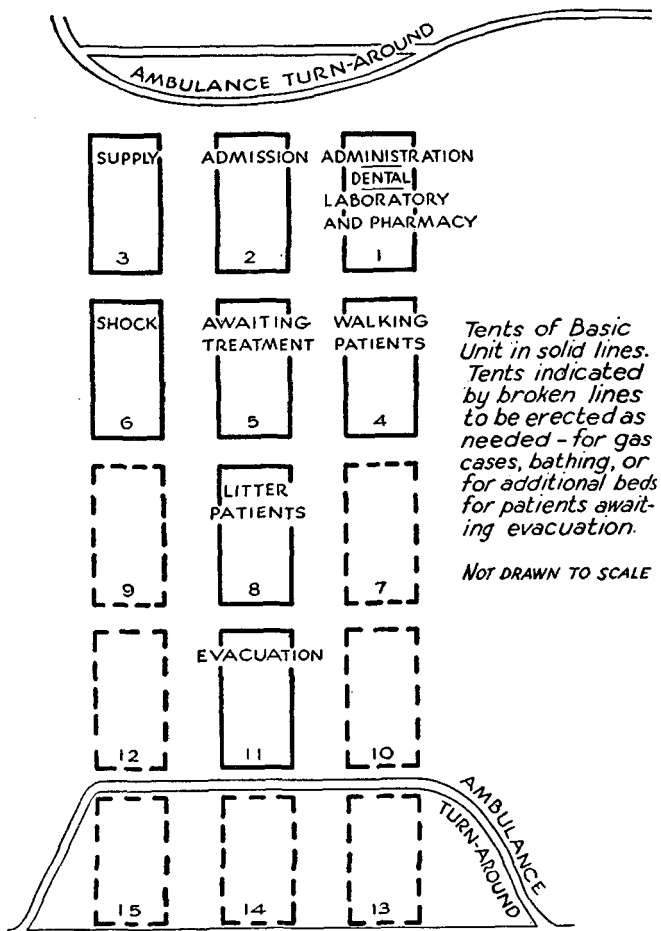 AMBULANCE TURN-AROUND
SUPPLY
3
ADMISSION
2
ADMINISTRATION
DENTAL
LABORATORY
AND PHARMACY
1
SHOCK
6
AWAITING
TREATMENT
5
WALKING
PATIENTS
4
Tents of Basic
Unit in solid lines.
Tents indicated
by broken lines
to be erected as
needed - for gas
cases, bathing, or
for additional beds
for patients await-
ing evacuation.
NOT DRAWN TO SCALE
9
LITTER
PATIENTS
8
7
12
EVACUATION
11
10
AMBULANCE
TURN-AROUND
15
14
13